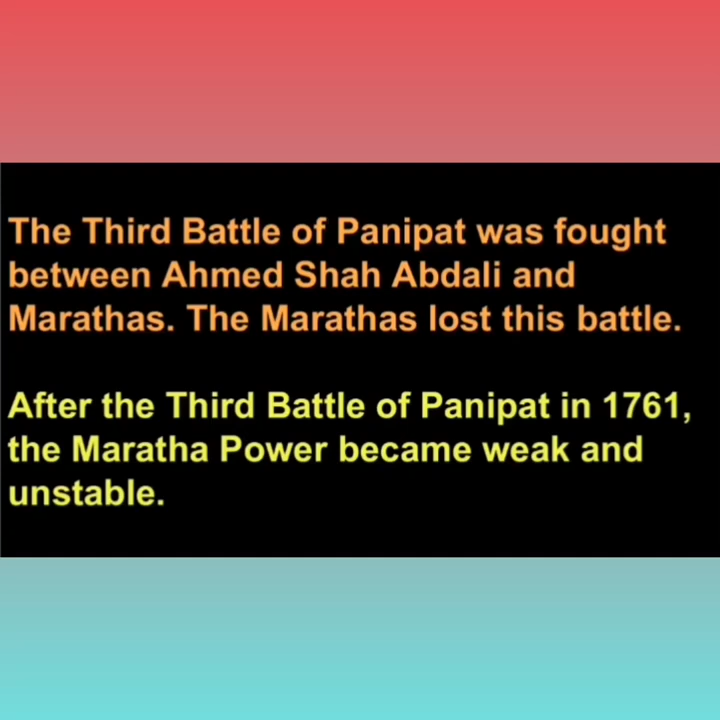 The Third Battle of Panipat was fought
between Ahmed Shah Abdali and
Marathas. The Marathas lost this battle.
After the Third Battle of Panipat in 1761,
the Maratha Power became weak and
unstable.